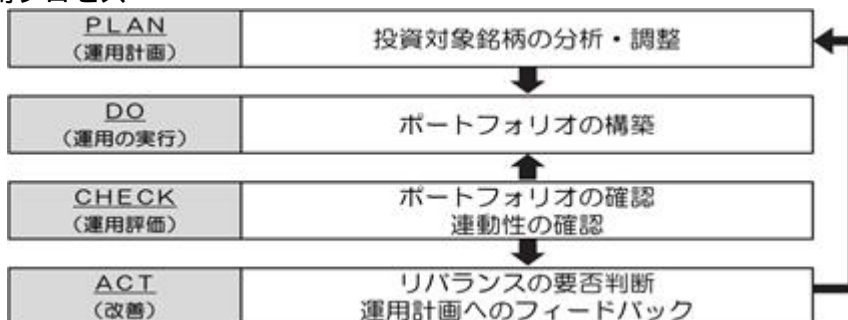 PLAN
(運用計画)
投資対象銘柄の分析・調整
DO
(運用の実行)
ポートフォリオの構築
CHECK
(運用評価)
ポートフォリオの確認
連動性の確認
ACT
(改善)
リバランスの要否判断
運用計画へのフィードバック